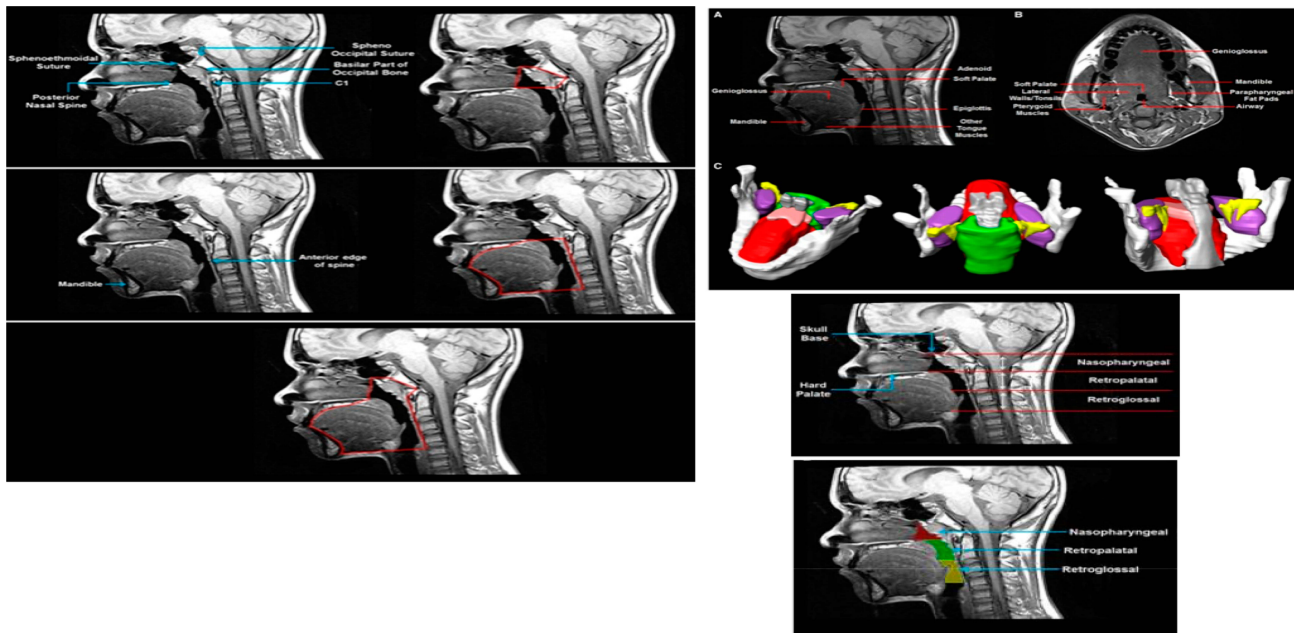 Sphenoethmoidal
Suture
Posterior
Nasal Spine
Spheno
Occipital Suture
Basilar Part of
Occipital Bone
C1
Mandible
Anterior edge
of spine
A
Genioglossus
Mandible
Adenoid
Soft Palate
Epiglottis
Other
Tongue
Muscles
B
Genioglossus
Soft Palate
Lateral
Walls/Tonsils
Pterygoid
Muscles
Mandible
Parapharyngeal
Fat Pads
Airway
C
Skull
Base
Hard
Palate
Nasopharyngeal
Retropalatal
Retroglossal
Nasopharyngeal
Retropalatal
Retroglossal